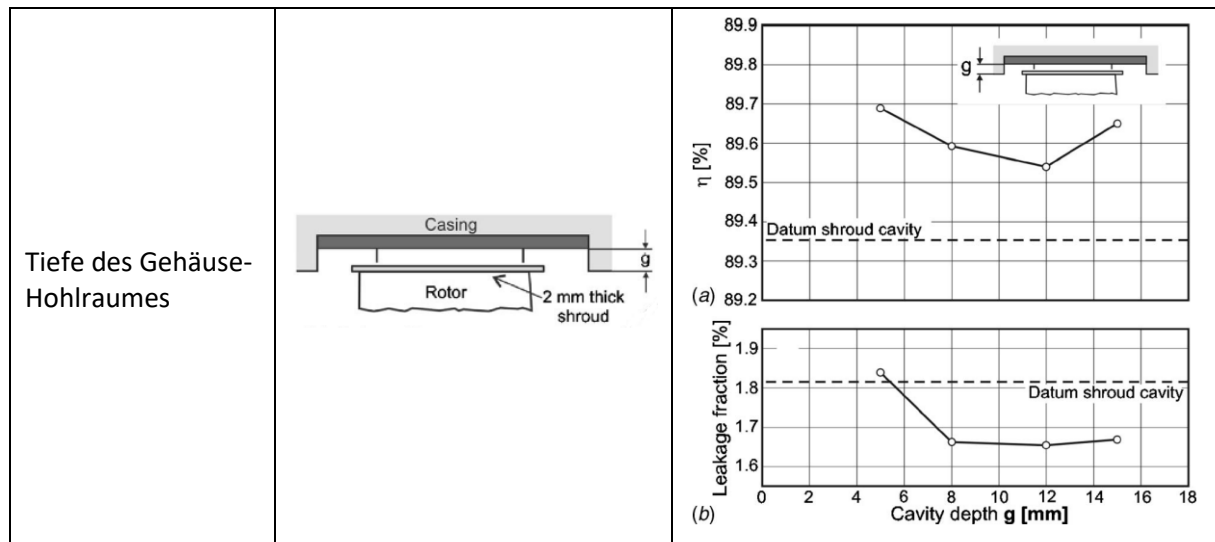 Tiefe des Gehäuse-
Hohlraumes
Casing
g
Rotor
2 mm thick
shroud
89.9
89.8
89.7
89.6
89.5
89.4
89.3
89.2
η [%]
g
Datum shroud cavity
(a)
1.9
1.8
1.7
1.6
Leakage fraction [%]
Datum shroud cavity
0 2 4 6 8 10 12 14 16 18
(b)
Cavity depth g [mm]